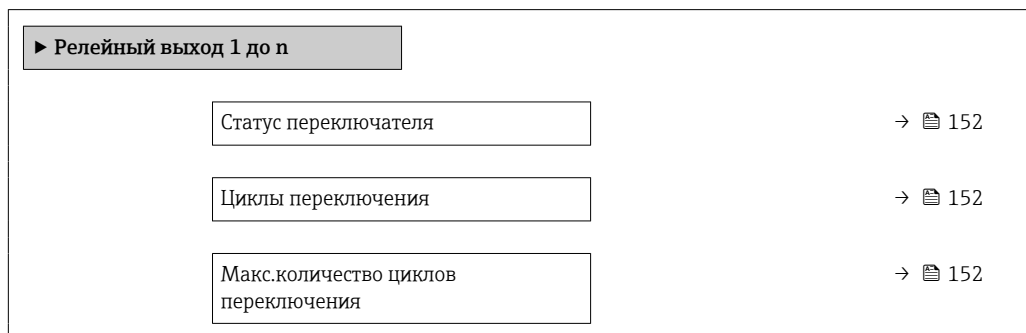 ► Релейный выход 1 до n
Статус переключателя → 152
Циклы переключения → 152
Макс.количество циклов → 152
переключения